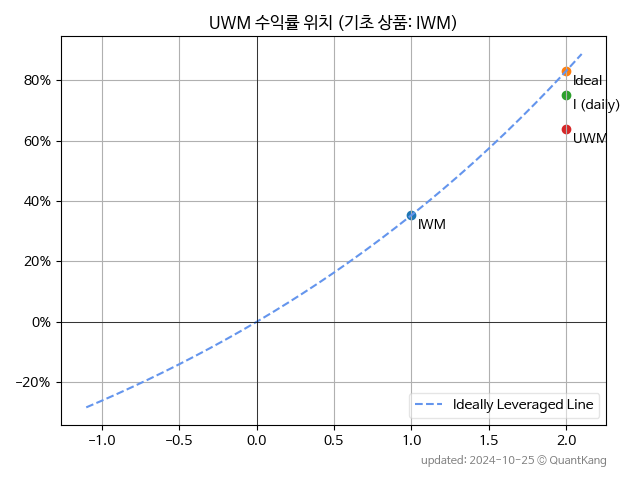 UWM 수익률 위치 (기초 상품: IWM)
80%
60%
40%
20%
0%
−20%
Ideal
I (daily)
UWM
IWM
Ideally Leveraged Line
−1.0 −0.5 0.0 0.5 1.0 1.5 2.0
updated: 2024-10-25 © QuantKang